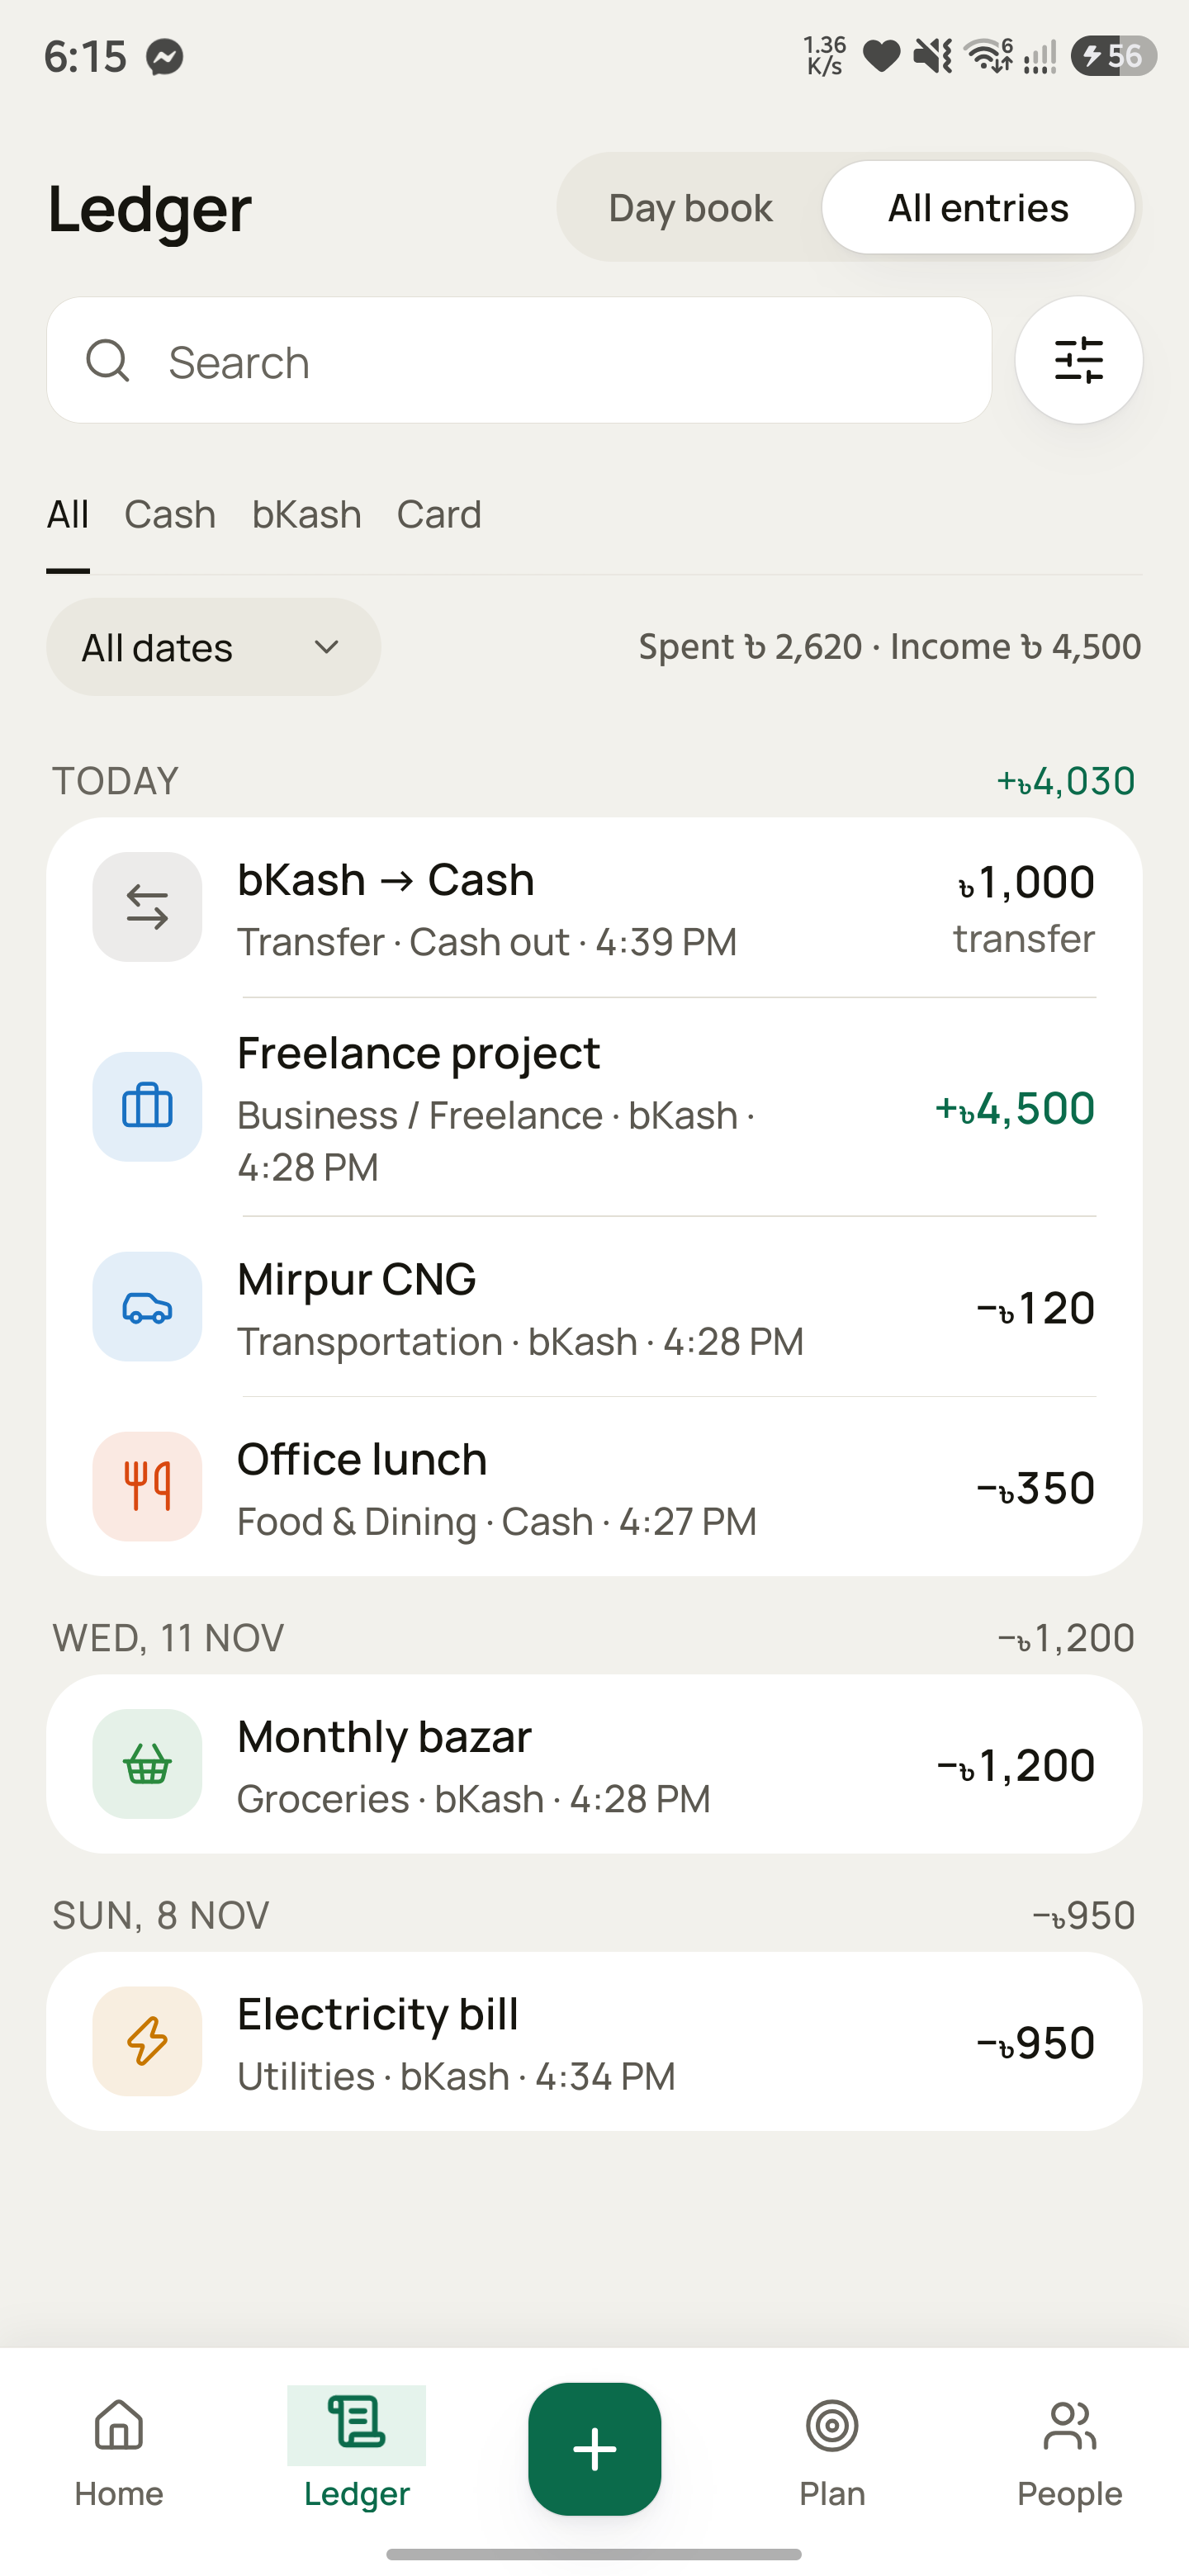 6:15
1.36 K/s
6
56
Ledger
Day book
All entries
Search
All
Cash
bKash
Card
All dates
Spent ৳ 2,620 · Income ৳ 4,500
TODAY
+৳4,030
bKash → Cash
৳1,000
Transfer · Cash out · 4:39 PM
transfer
Freelance project
Business / Freelance · bKash ·
4:28 PM
+৳4,500
Mirpur CNG
Transportation · bKash · 4:28 PM
−৳120
Office lunch
Food & Dining · Cash · 4:27 PM
−৳350
WED, 11 NOV
−৳1,200
Monthly bazar
Groceries · bKash · 4:28 PM
−৳1,200
SUN, 8 NOV
−৳950
Electricity bill
Utilities · bKash · 4:34 PM
−৳950
Home
Ledger
Plan
People